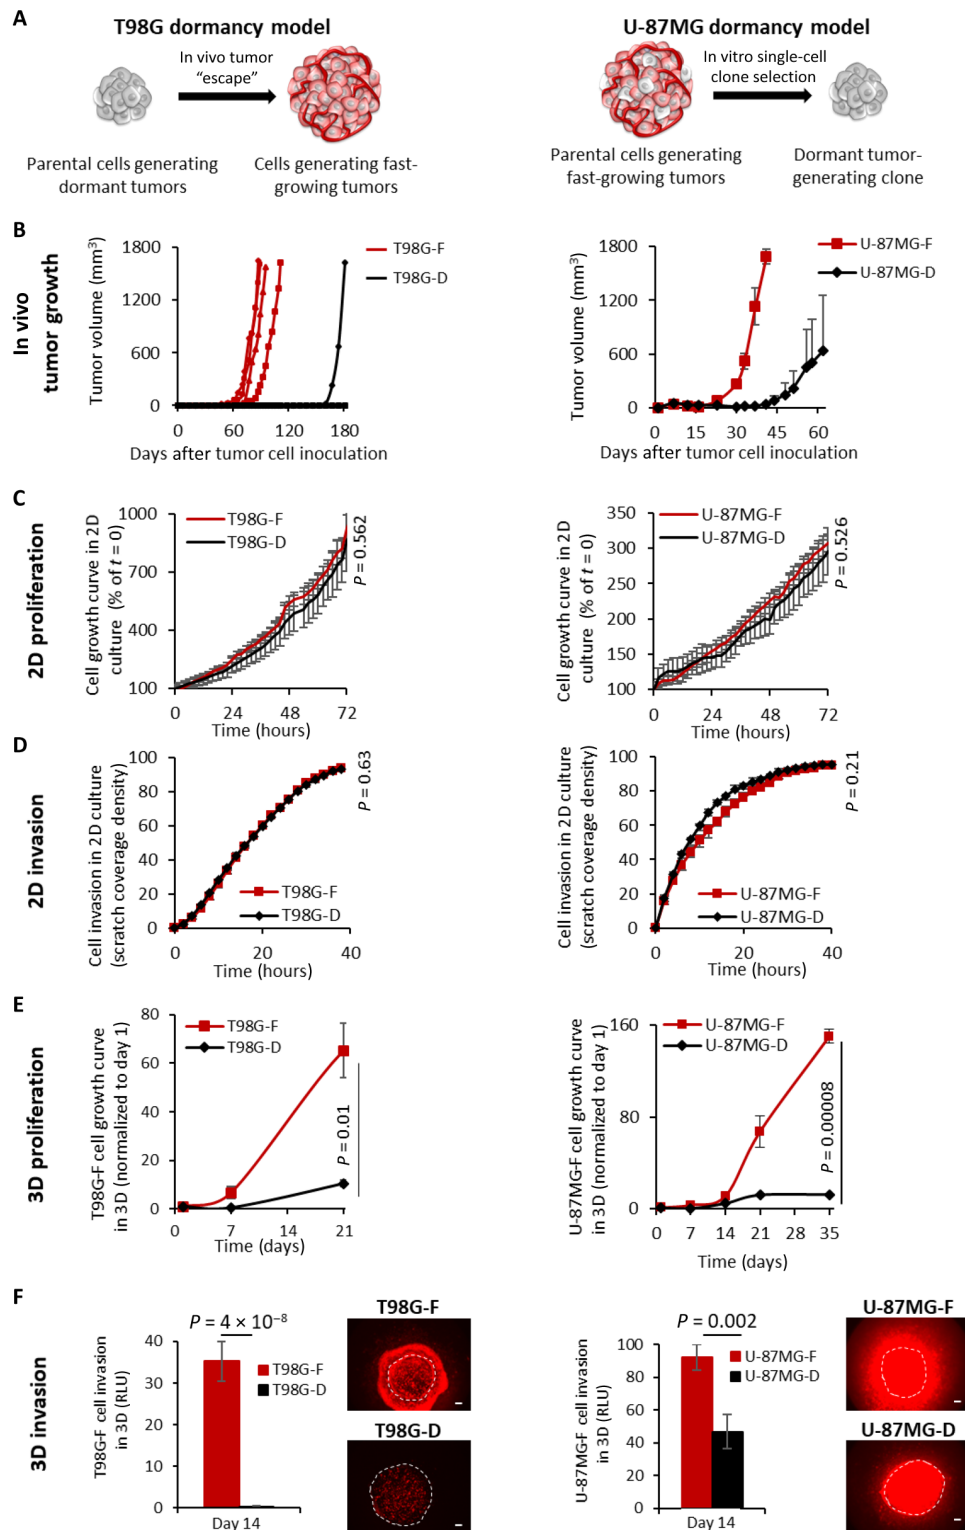 A
T98G dormancy model
U-87MG dormancy model
In vivo tumor
"escape"
In vitro single-cell
clone selection
Parental cells generating
dormant tumors
Cells generating fast-
growing tumors
Parental cells generating
fast-growing tumors
Dormant tumor-
generating clone
B
In vivo
tumor growth
Tumor volume (mm³)
1800
1200
600
0
0
60
120
180
Days after tumor cell inoculation
T98G-F
T98G-D
Tumor volume (mm³)
1800
1200
600
0
0
15
30
45
60
Days after tumor cell inoculation
U-87MG-F
U-87MG-D
C
2D proliferation
Cell growth curve in 2D
culture (% of t = 0)
1000
700
400
100
0
24
48
72
Time (hours)
T98G-F
T98G-D
P = 0.562
Cell growth curve in 2D
culture (% of t = 0)
350
300
250
200
150
100
0
24
48
72
Time (hours)
U-87MG-F
U-87MG-D
P = 0.526
D
2D invasion
Cell invasion in 2D culture
(scratch coverage density)
100
80
60
40
20
0
0
20
40
Time (hours)
T98G-F
T98G-D
P = 0.63
Cell invasion in 2D culture
(scratch coverage density)
100
80
60
40
20
0
0
20
40
Time (hours)
U-87MG-F
U-87MG-D
P = 0.21
E
3D proliferation
T98G-F cell growth curve
in 3D (normalized to day 1)
80
60
40
20
0
0
7
14
21
Time (days)
T98G-F
T98G-D
P = 0.01
U-87MG-F cell growth curve
in 3D (normalized to day 1)
160
80
0
0
7
14
21
28
35
Time (days)
U-87MG-F
U-87MG-D
P = 0.00008
F
3D invasion
T98G-F cell invasion
in 3D (RLU)
40
30
20
10
0
Day 14
P = 4 × 10⁻⁸
T98G-F
T98G-D
T98G-F
T98G-D
U-87MG-F cell invasion
in 3D (RLU)
100
80
60
40
20
0
Day 14
P = 0.002
U-87MG-F
U-87MG-D
U-87MG-F
U-87MG-D